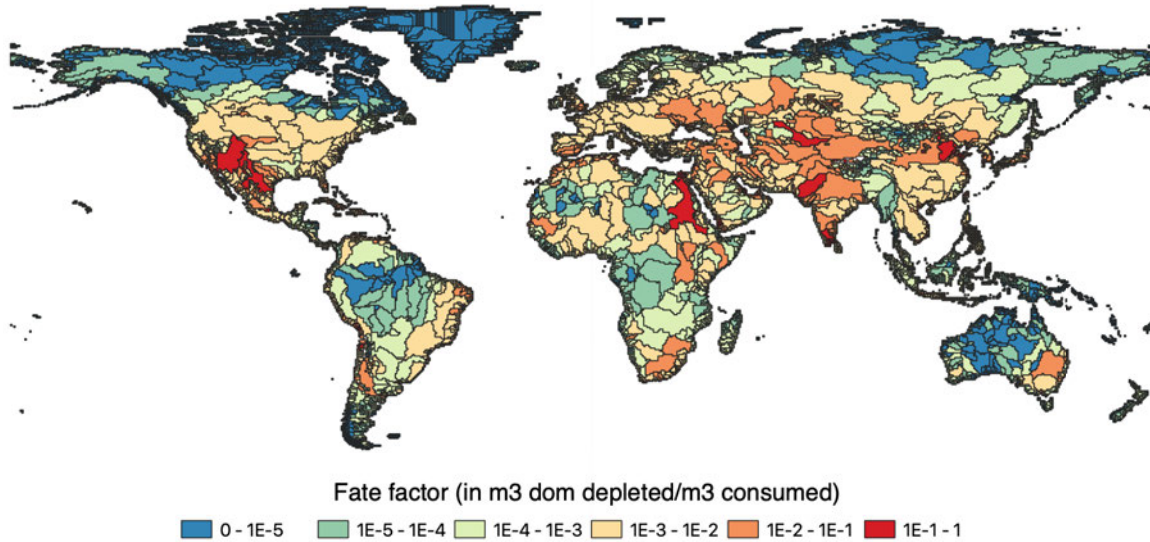 Fate factor (in m3 dom depleted/m3 consumed)
0 - 1E-5 1E-5 - 1E-4 1E-4 - 1E-3 1E-3 - 1E-2 1E-2 - 1E-1 1E-1 - 1